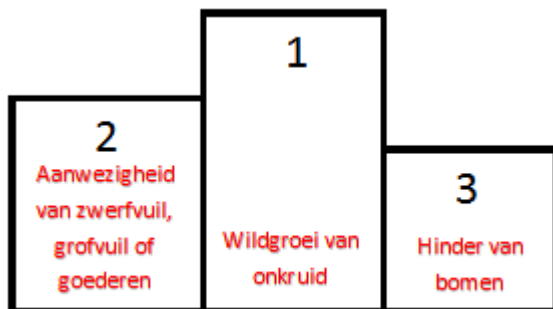 1
Wildgroei van
onkruid
2
Aanwezigheid
van zwerfvuil,
grofvuil of
goederen
3
Hinder van
bomen